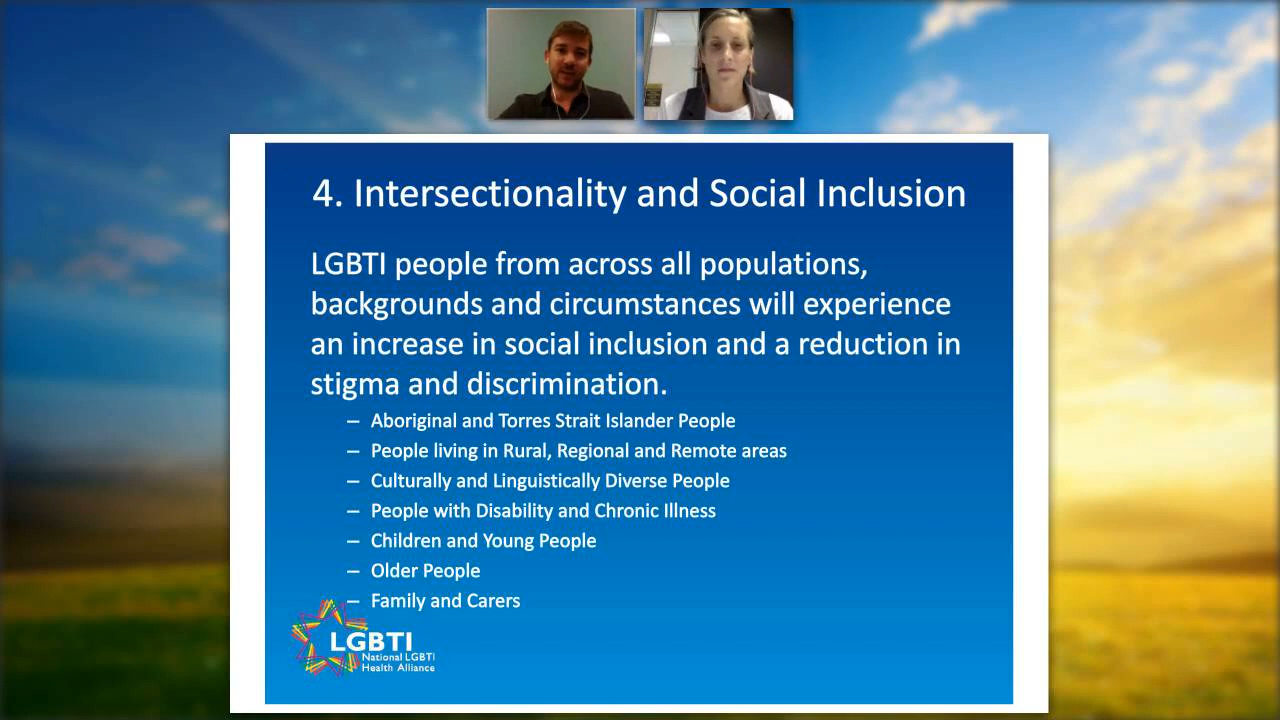 4. Intersectionality and Social Inclusion
LGBTI people from across all populations,
backgrounds and circumstances will experience
an increase in social inclusion and a reduction in
stigma and discrimination.
– Aboriginal and Torres Strait Islander People
– People living in Rural, Regional and Remote areas
– Culturally and Linguistically Diverse People
– People with Disability and Chronic Illness
– Children and Young People
– Older People
– Family and Carers
LGBTI
National LGBTI
Health Alliance